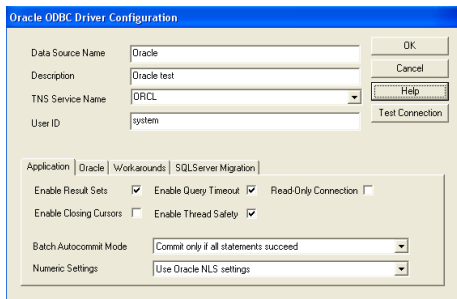 Oracle ODBC Driver Configuration
Data Source Name Oracle OK
Description Oracle test Cancel
TNS Service Name ORCL Help
User ID system Test Connection
Application Oracle Workarounds SQLServer Migration
Enable Result Sets Enable Query Timeout Read-Only Connection
Enable Closing Cursors Enable Thread Safety
Batch Autocommit Mode Commit only if all statements succeed
Numeric Settings Use Oracle NLS settings